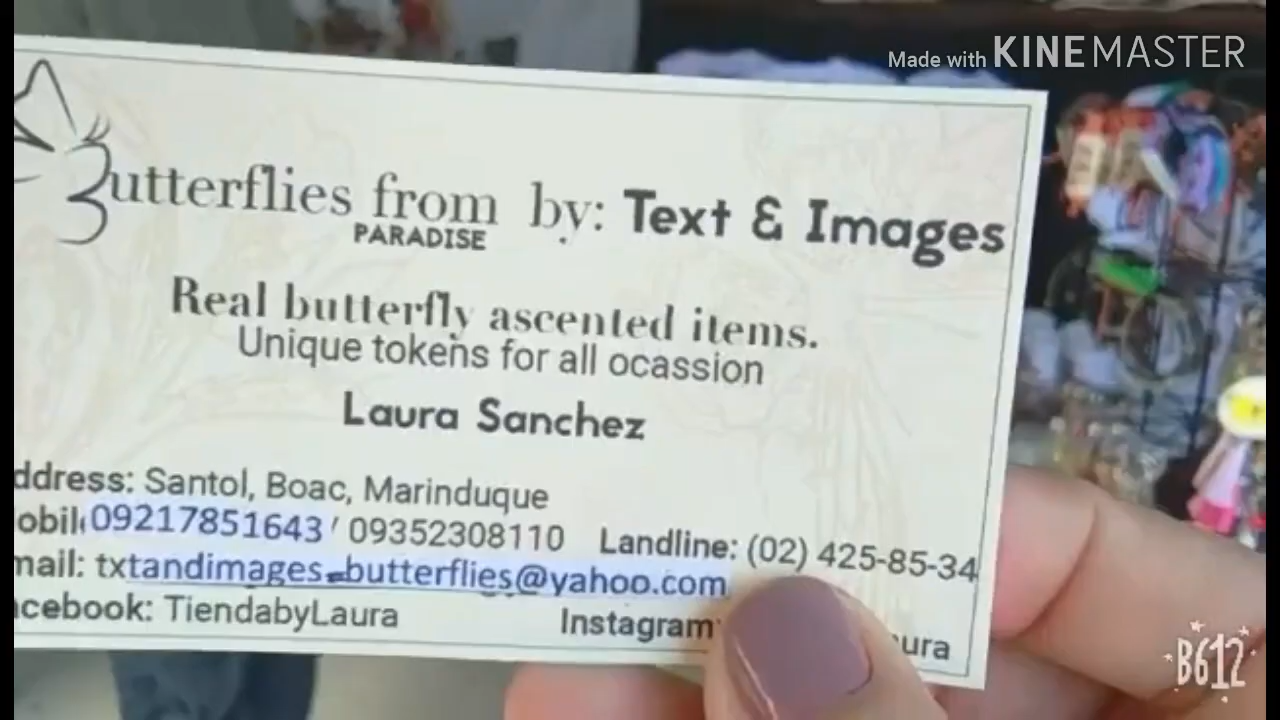 Made with KINEMASTER
Butterflies from by: Text & Images
PARADISE
Real butterfly ascented items.
Unique tokens for all ocassion
Laura Sanchez
ddress: Santol, Boac, Marinduque
obil 09217851643 / 09352308110 Landline: (02) 425-85-34
mail: txtandimages_butterflies@yahoo.com
acebook: TiendabyLaura Instagram ura
B612